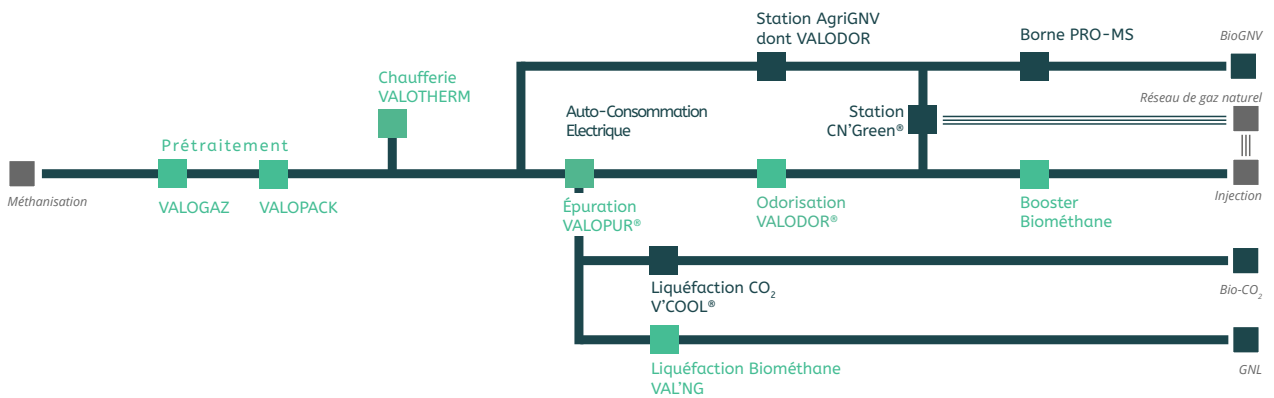 Station AgriGNV
dont VALODOR
Borne PRO-MS
BioGNV
Chaufferie
VALOTHERM
Réseau de gaz naturel
Auto-Consommation
Electrique
Station
CN’Green®
Prétraitement
Méthanisation
VALOGAZ
VALOPACK
Épuration
VALOPUR®
Odorisation
VALODOR®
Booster
Biométhane
Injection
Liquéfaction CO₂
V’COOL®
Bio-CO₂
Liquéfaction Biométhane
VAL’NG
GNL